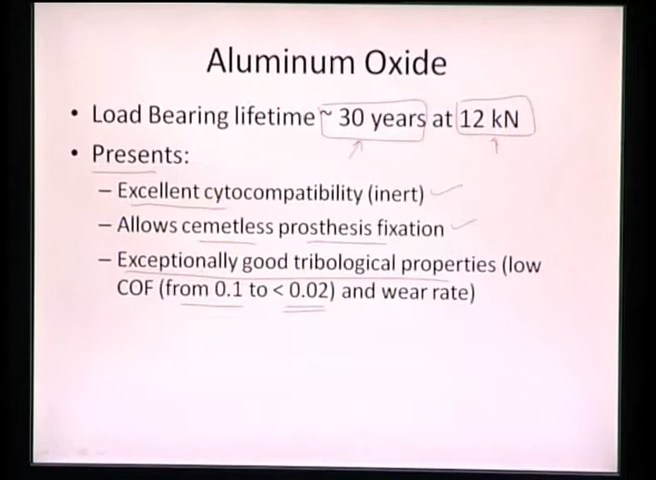 Aluminum Oxide
• Load Bearing lifetime ~ 30 years at 12 kN
• Presents:
– Excellent cytocompatibility (inert)
– Allows cemetless prosthesis fixation
– Exceptionally good tribological properties (low
COF (from 0.1 to < 0.02) and wear rate)